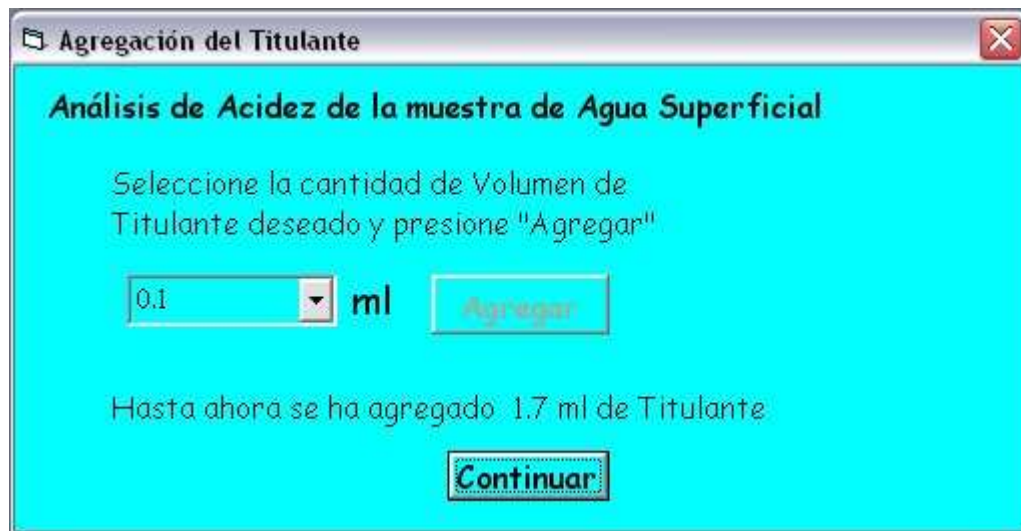 Agregación del Titulante
Análisis de Acidez de la muestra de Agua Superficial
Seleccione la cantidad de Volumen de
Titulante deseado y presione "Agregar"
0.1 ml Agregar
Hasta ahora se ha agregado 1.7 ml de Titulante
Continuar